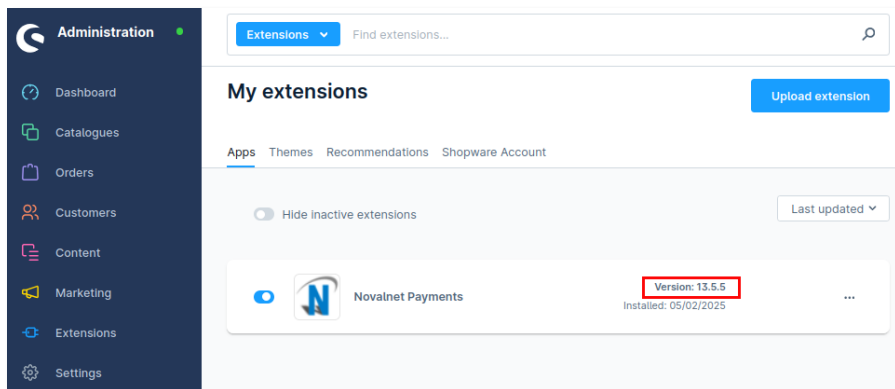 Administration
Extensions
Find extensions...
Dashboard
Catalogues
Orders
Customers
Content
Marketing
Extensions
Settings
My extensions
Upload extension
Apps Themes Recommendations Shopware Account
Hide inactive extensions
Last updated
N
Novalnet Payments
Version: 13.5.5
Installed: 05/02/2025